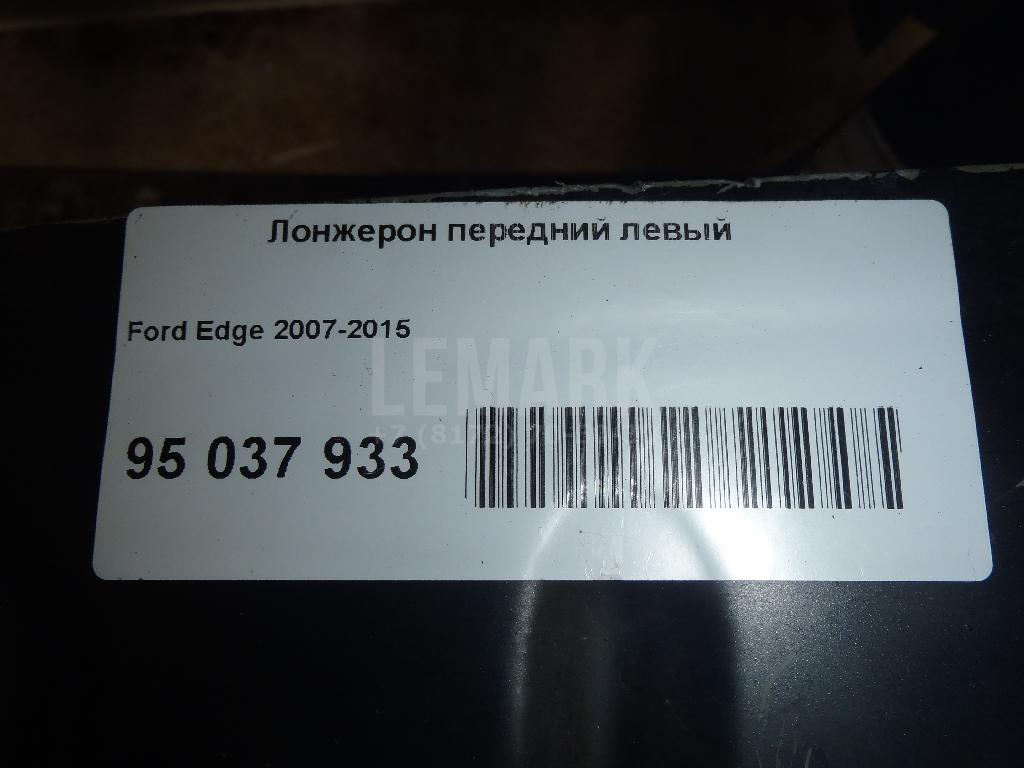 Лонжерон передний левый
Ford Edge 2007-2015
LEMARK
95 037 933